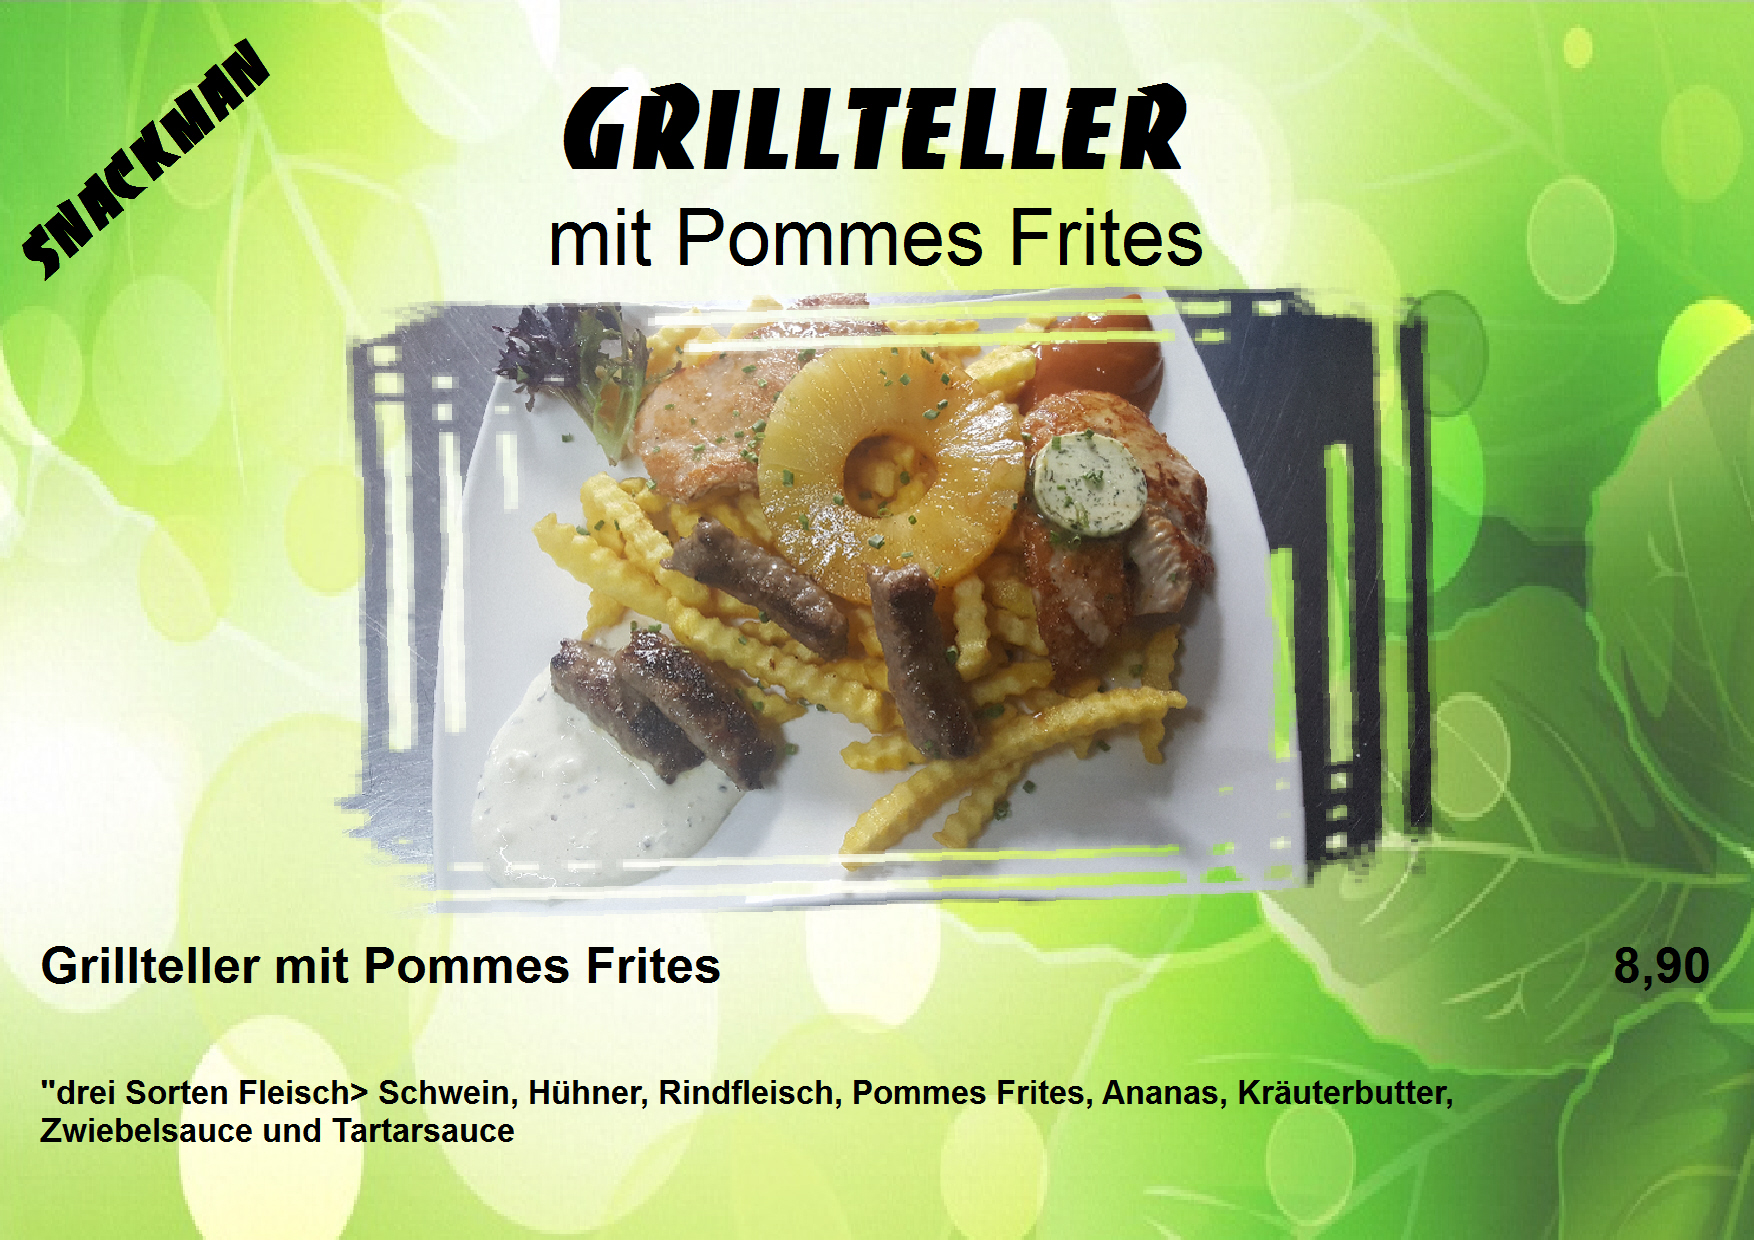 SNACKMAN
GRILLTELLER
mit Pommes Frites
Grillteller mit Pommes Frites 8,90
"drei Sorten Fleisch> Schwein, Hühner, Rindfleisch, Pommes Frites, Ananas, Kräuterbutter,
Zwiebelsauce und Tartarsauce